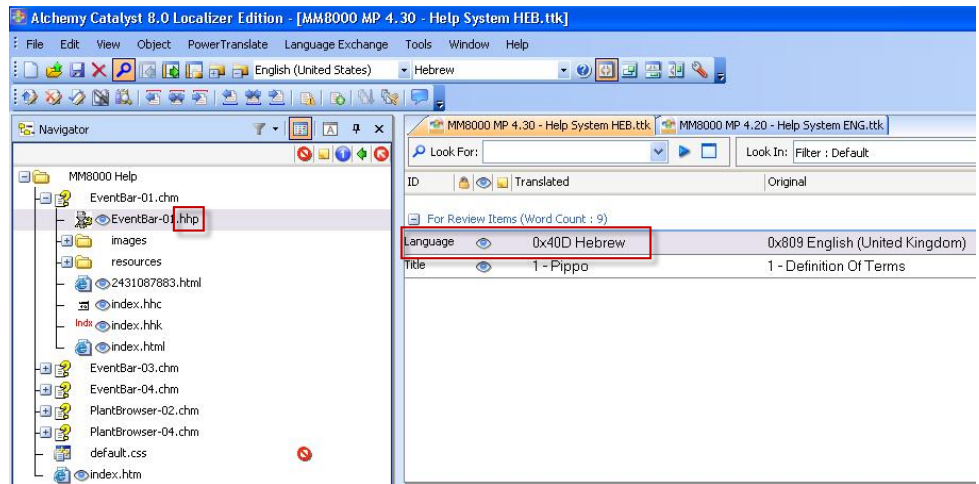 Alchemy Catalyst 8.0 Localizer Edition - [MM8000 MP 4.30 - Help System HEB.ttk]
File Edit View Object PowerTranslate Language Exchange Tools Window Help
English (United States) Hebrew
Navigator
MM8000 MP 4.30 - Help System HEB.ttk MM8000 MP 4.20 - Help System ENG.ttk
Look For: Look In: Filter : Default
MM8000 Help
ID Translated Original
EventBar-01.chm
EventBar-01.hhp
For Review Items (Word Count : 9)
images
Language 0x40D Hebrew 0x809 English (United Kingdom)
resources
Title 1 - Pippo 1 - Definition Of Terms
2431087883.html
index.hhc
Indx index.hhk
index.html
EventBar-03.chm
EventBar-04.chm
PlantBrowser-02.chm
PlantBrowser-04.chm
default.css
index.htm